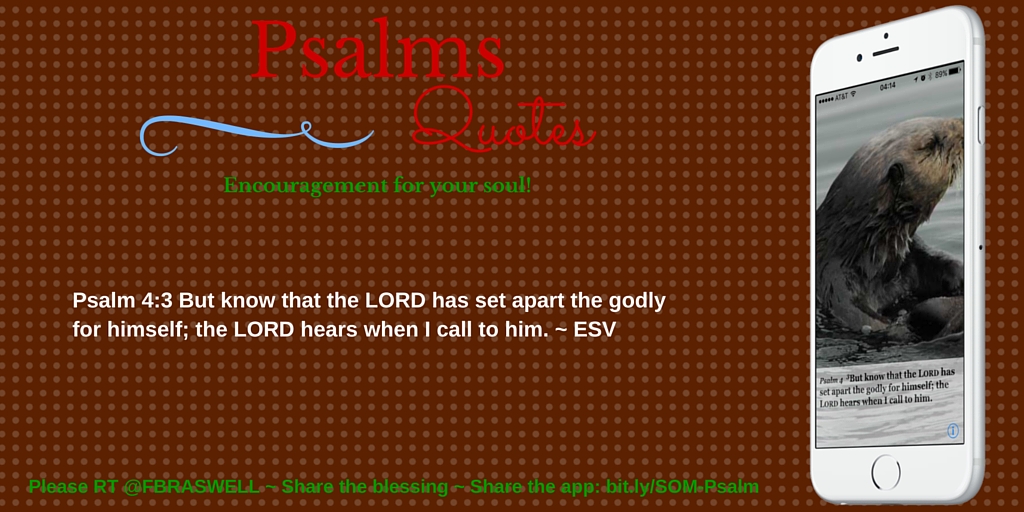 Psalms
Quotes
Encouragement for your soul!
Psalm 4:3 But know that the LORD has set apart the godly
for himself; the LORD hears when I call to him. ~ ESV
Please RT @FBRASWELL ~ Share the blessing ~ Share the app: bit.ly/SOM-Psalm
AT&T 04:14 89%
Psalm 4 ³But know that the LORD has
set apart the godly for himself; the
LORD hears when I call to him.